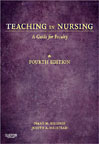 TEACHING IN NURSING
A Guide for Faculty
FOURTH EDITION